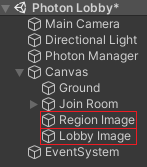 Photon Lobby*
Main Camera
Directional Light
Photon Manager
Canvas
Ground
Join Room
Region Image
Lobby Image
EventSystem